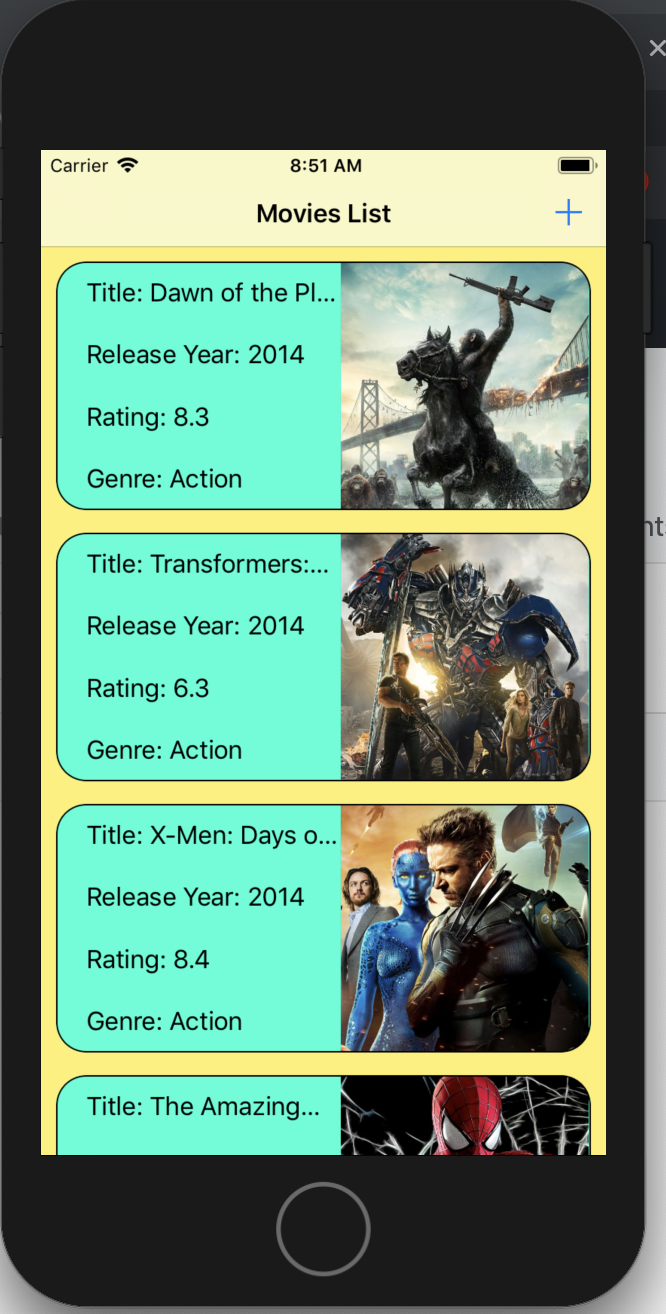 Carrier 8:51 AM
Movies List +
Title: Dawn of the Pl...
Release Year: 2014
Rating: 8.3
Genre: Action
Title: Transformers:...
Release Year: 2014
Rating: 6.3
Genre: Action
Title: X-Men: Days o...
Release Year: 2014
Rating: 8.4
Genre: Action
Title: The Amazing...